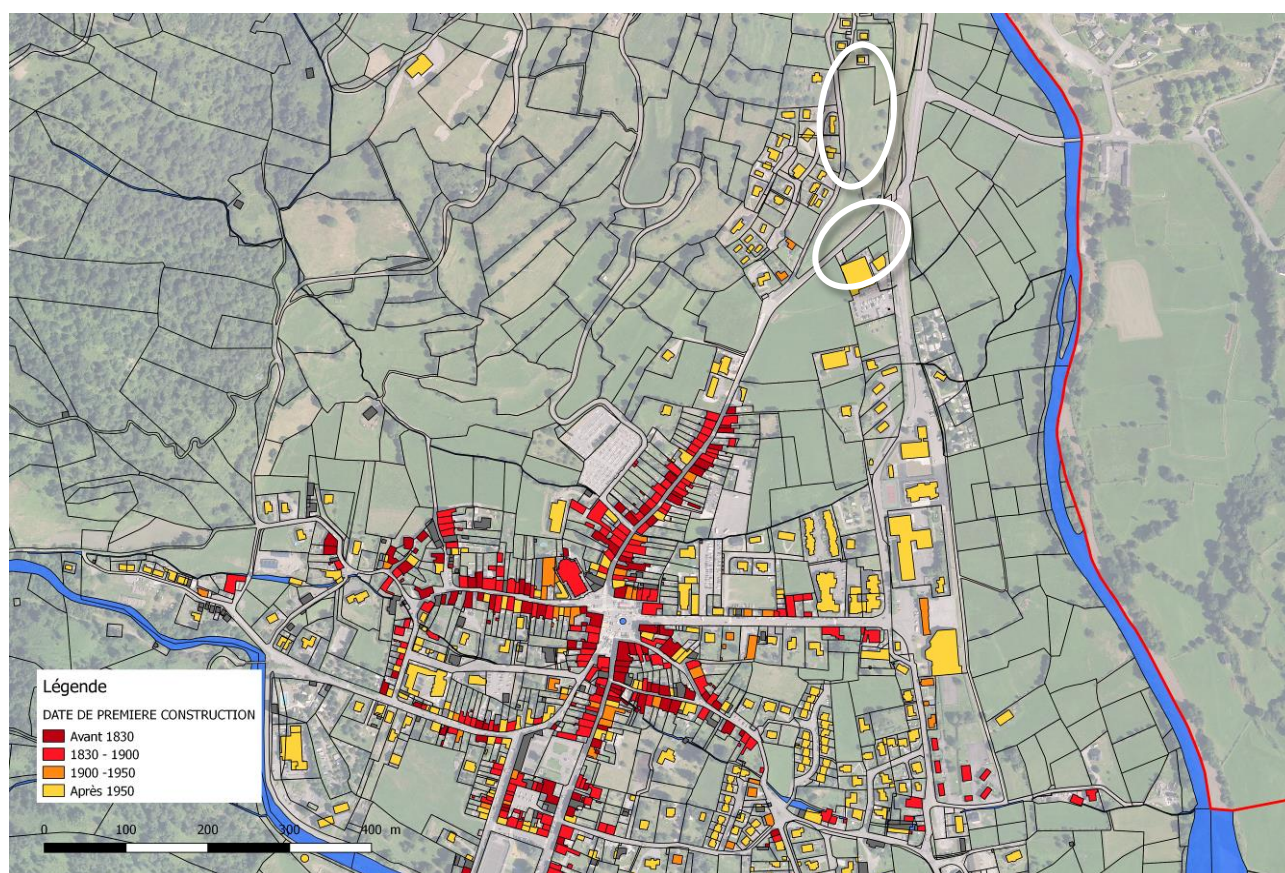 Légende
DATE DE PREMIERE CONSTRUCTION
Avant 1830
1830 - 1900
1900 -1950
Après 1950
0 100 200 300 400 m